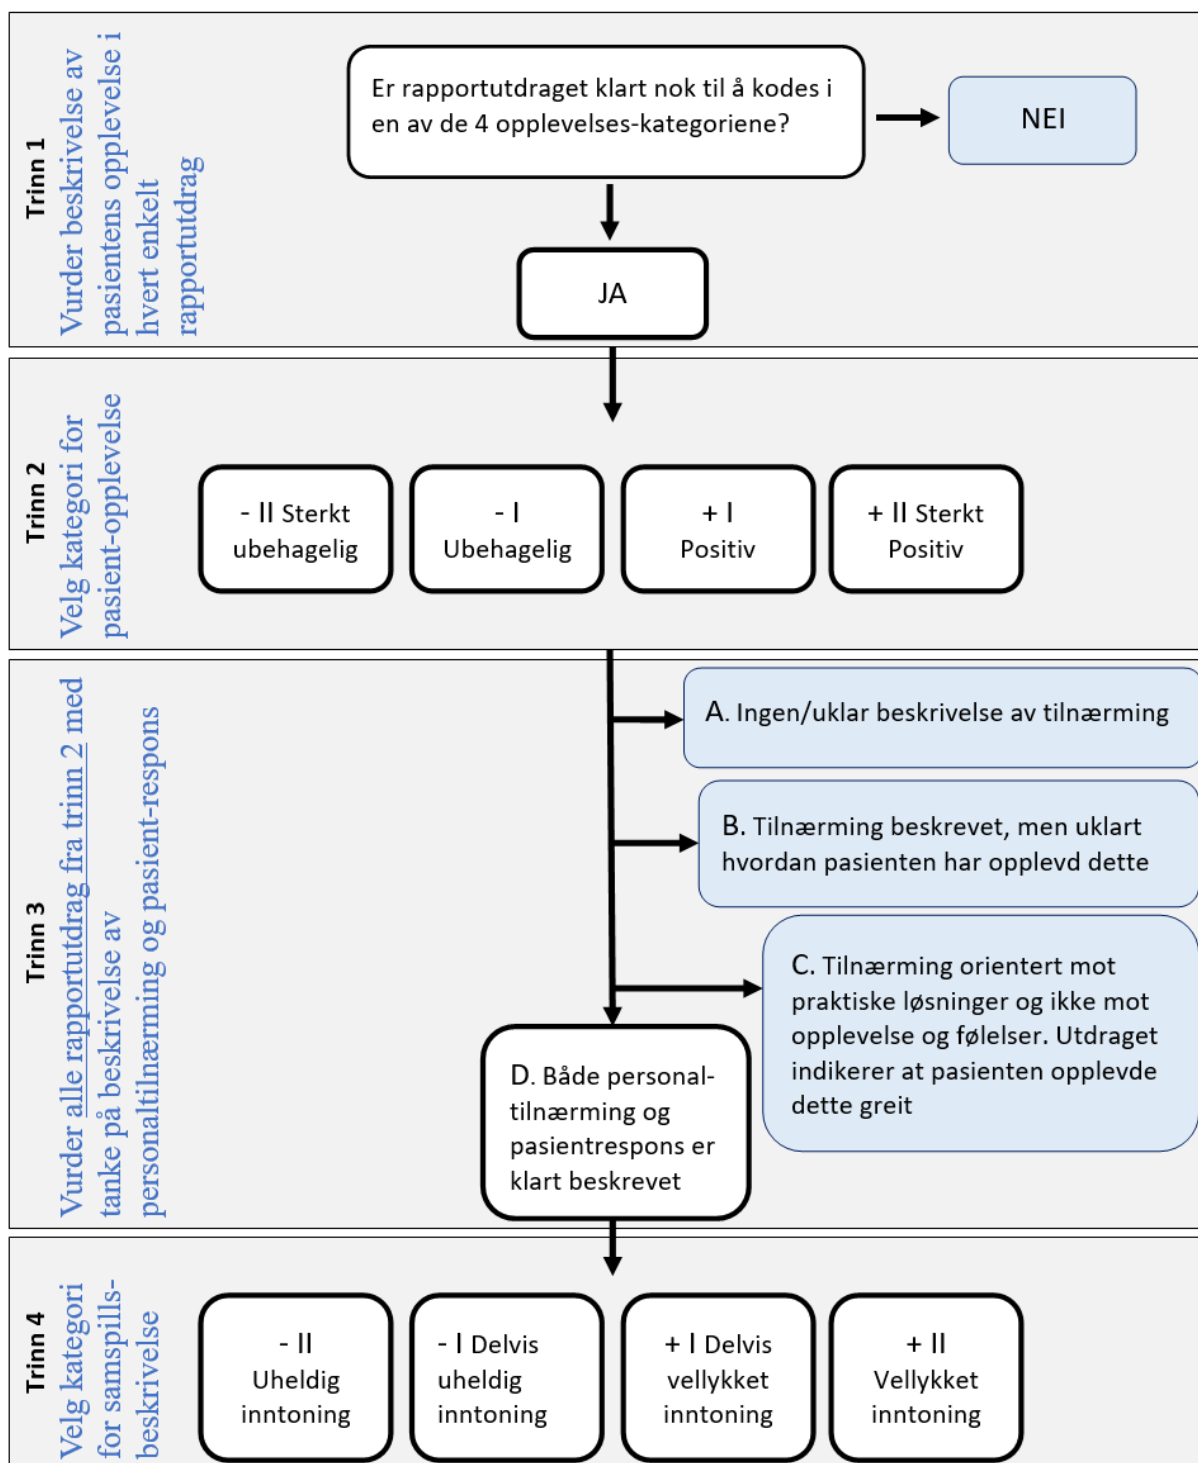 Trinn 1
Vurder beskrivelse av
pasientens opplevelse i
hvert enkelt
rapportutdrag
Er rapportutdraget klart nok til å kodes i
en av de 4 opplevelses-kategoriene?
NEI
JA
Trinn 2
Velg kategori for
pasient-opplevelse
- II Sterkt
ubehagelig
- I
Ubehagelig
+ I
Positiv
+ II Sterkt
Positiv
Trinn 3
Vurder alle rapportutdrag fra trinn 2 med
tanke på beskrivelse av
personaltilnærming og pasient-respons
A. Ingen/uklar beskrivelse av tilnærming
B. Tilnærming beskrevet, men uklart
hvordan pasienten har opplevd dette
C. Tilnærming orientert mot
praktiske løsninger og ikke mot
opplevelse og følelser. Utdraget
indikerer at pasienten opplevde
dette greit
D. Både personal-
tilnærming og
pasientrespons er
klart beskrevet
Trinn 4
Velg kategori
for samspills-
beskrivelse
- II
Uheldig
inntoning
- I Delvis
uheldig
inntoning
+ I Delvis
vellykket
inntoning
+ II
Vellykket
inntoning